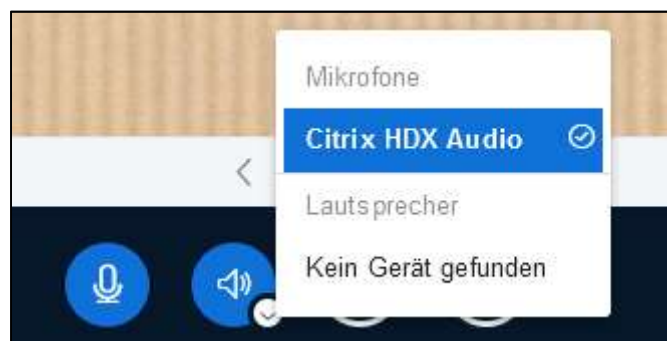 Mikrofone
Citrix HDX Audio
Lautsprecher
Kein Gerät gefunden